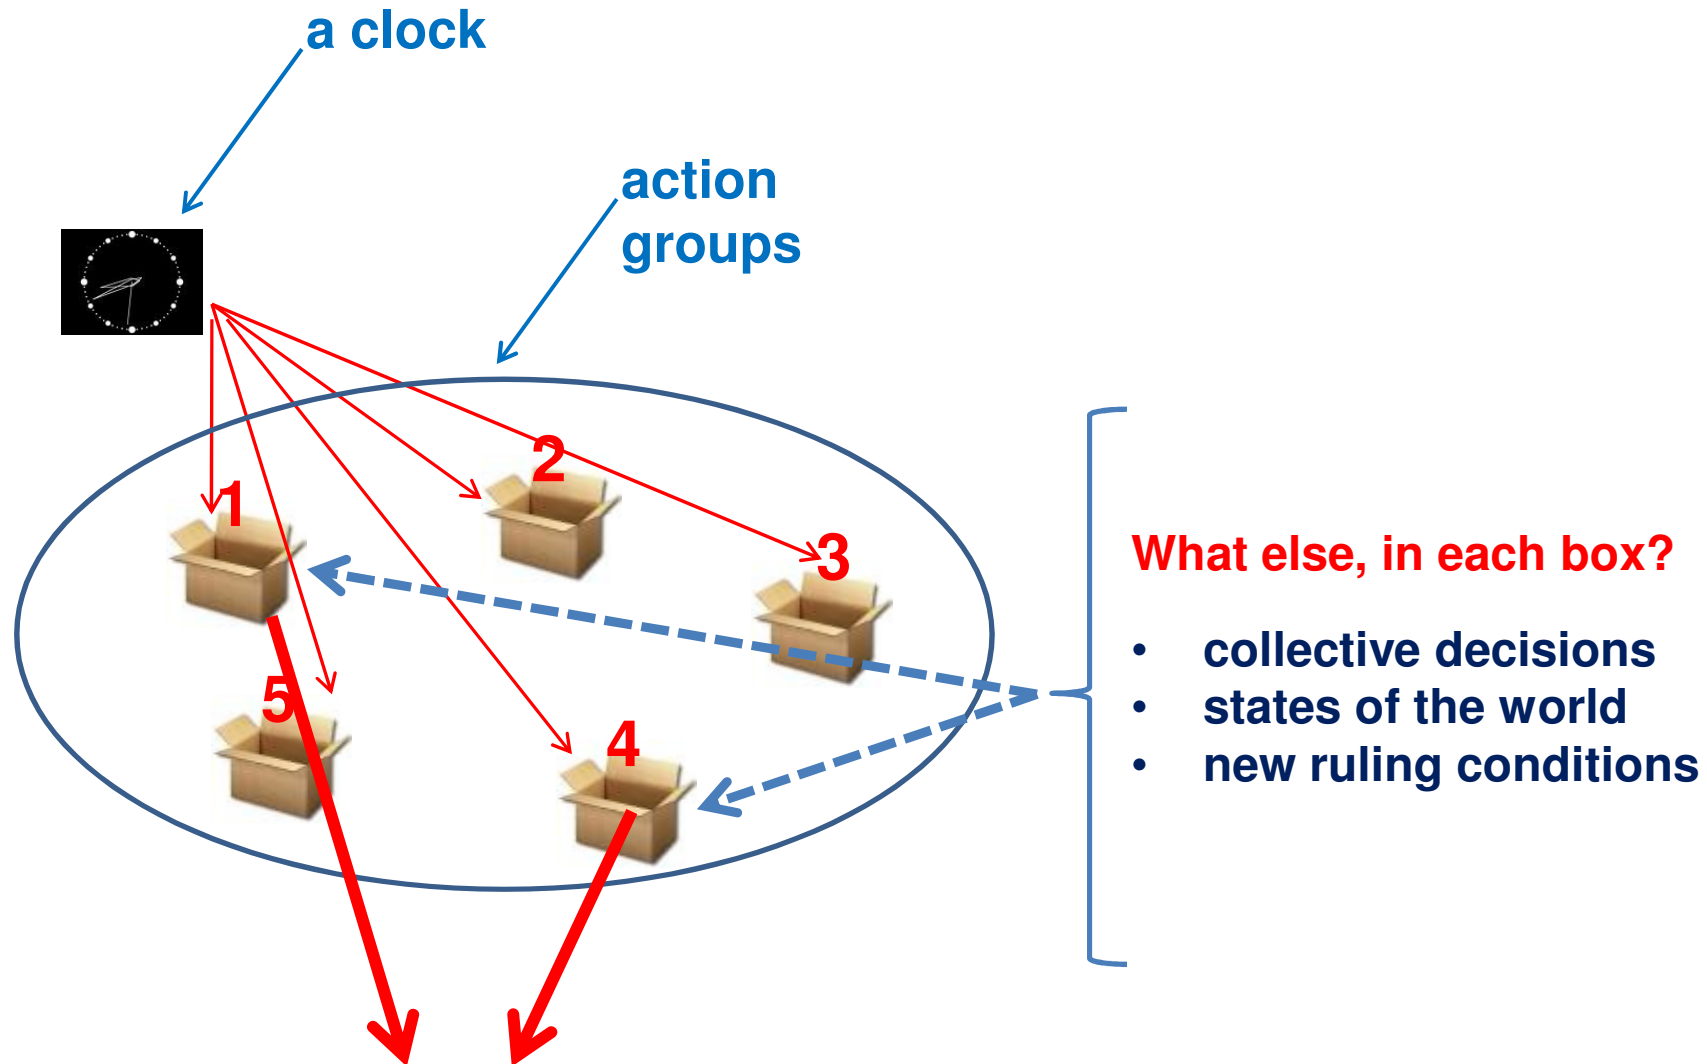 a clock
action
groups
2
1
3
What else, in each box?
• collective decisions
5
states of the world
•
4
• new ruling conditions